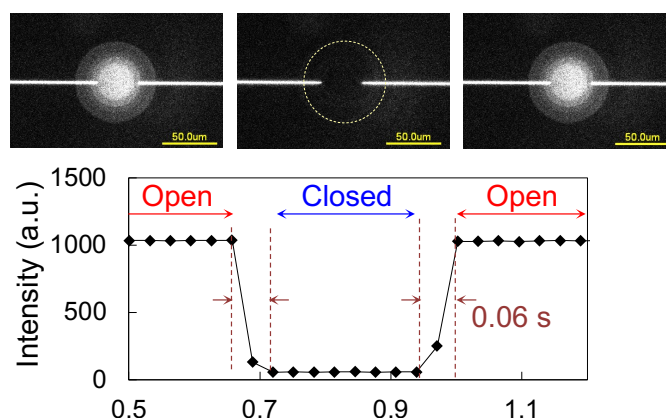 50.0um 50.0um 50.0um
1500
Open Closed Open
1000
Intensity (a.u.)
500
0.06 s
0
0.5 0.7 0.9 1.1